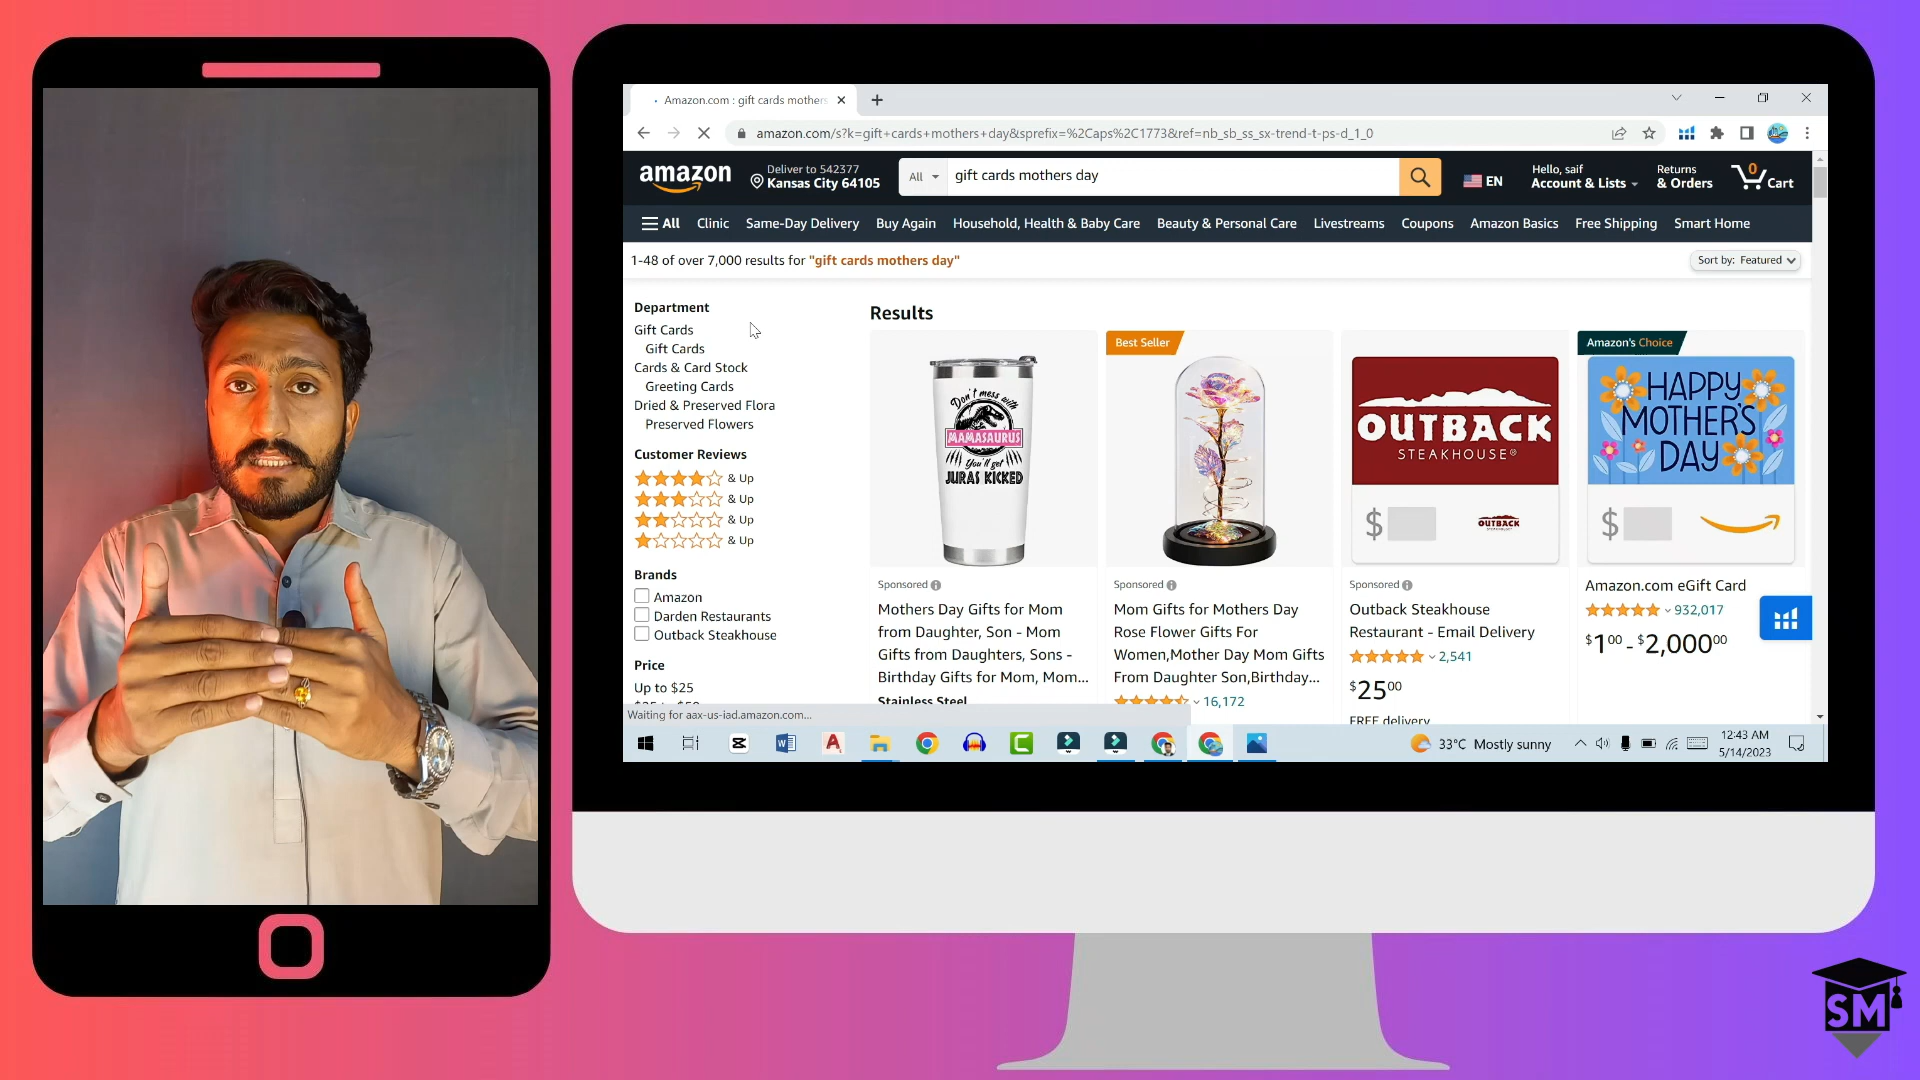 Amazon.com : gift cards mothers
amazon.com/s?k=gift+cards+mothers+day&sprefix=%2Caps%2C1773&ref=nb_sb_ss_sx-trend-t-ps-d_1_0
amazon
Deliver to 542377
Kansas City 64105
All
gift cards mothers day
EN
Hello, saif
Account & Lists
Returns
& Orders
0
Cart
All
Clinic
Same-Day Delivery
Buy Again
Household, Health & Baby Care
Beauty & Personal Care
Livestreams
Coupons
Amazon Basics
Free Shipping
Smart Home
1-48 of over 7,000 results for "gift cards mothers day"
Sort by: Featured
Department
Gift Cards
Gift Cards
Cards & Card Stock
Greeting Cards
Dried & Preserved Flora
Preserved Flowers
Customer Reviews
& Up
& Up
& Up
& Up
Brands
Amazon
Darden Restaurants
Outback Steakhouse
Price
Up to $25
Results
Don't mess with
MAMASAURUS
You'll get
JURAS KICKED
Sponsored
Mothers Day Gifts for Mom
from Daughter, Son - Mom
Gifts from Daughters, Sons -
Birthday Gifts for Mom, Mom...
Stainless Steel
Best Seller
Sponsored
Mom Gifts for Mothers Day
Rose Flower Gifts For
Women,Mother Day Mom Gifts
From Daughter Son,Birthday...
16,172
OUTBACK
STEAKHOUSE®
$
OUTBACK
Sponsored
Outback Steakhouse
Restaurant - Email Delivery
2,541
$25 00
FREE delivery
Amazon's Choice
HAPPY
MOTHER'S
DAY
$
Amazon.com eGift Card
932,017
$1 00 - $2,000 00
Waiting for aax-us-iad.amazon.com...
33°C Mostly sunny
12:43 AM
5/14/2023
SM